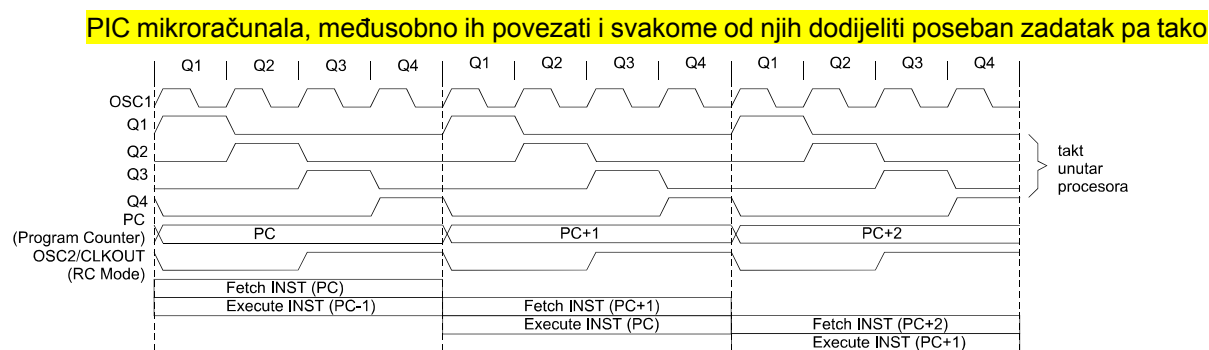 PIC mikroračunala, međusobno ih povezati i svakome od njih dodijeliti poseban zadatak pa tako
Q1 Q2 Q3 Q4 Q1 Q2 Q3 Q4 Q1 Q2 Q3 Q4
OSC1
Q1
Q2
Q3
Q4
takt
unutar
procesora
PC
(Program Counter)
PC PC+1 PC+2
OSC2/CLKOUT
(RC Mode)
Fetch INST (PC)
Execute INST (PC-1) Fetch INST (PC+1)
Execute INST (PC) Fetch INST (PC+2)
Execute INST (PC+1)